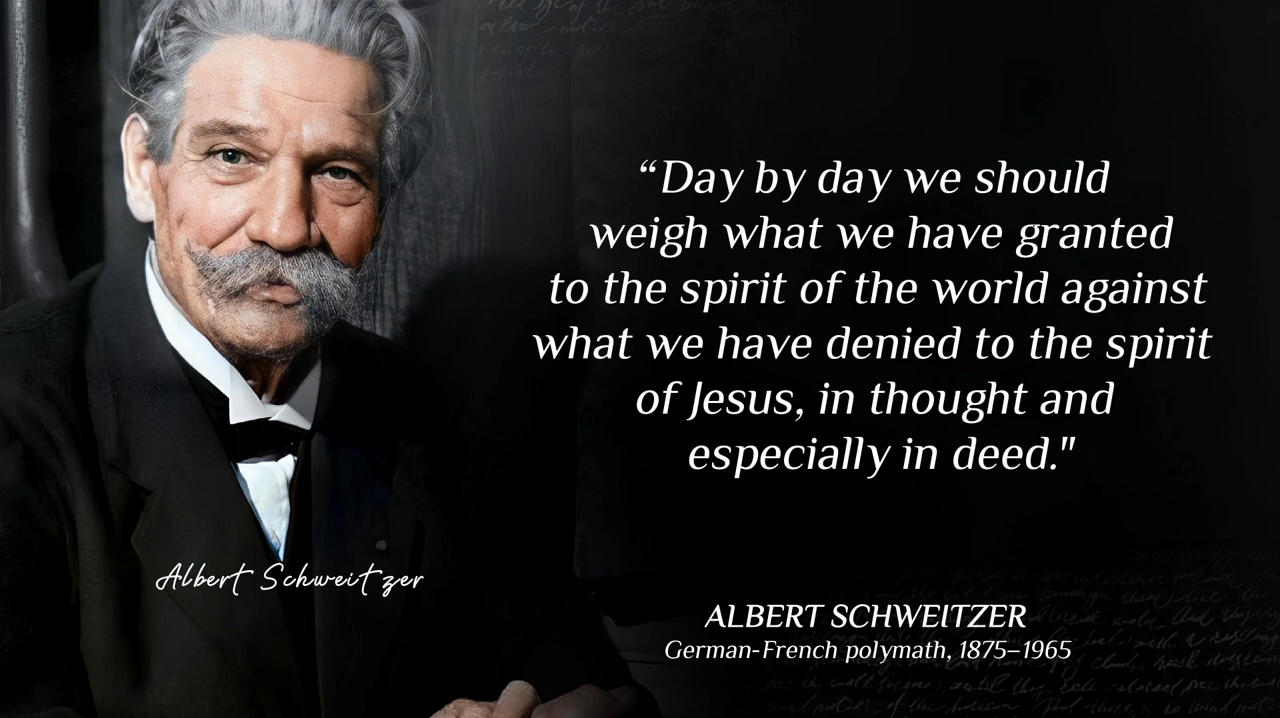 “Day by day we should
weigh what we have granted
to the spirit of the world against
what we have denied to the spirit
of Jesus, in thought and
especially in deed."
Albert Schweitzer
ALBERT SCHWEITZER
German-French polymath, 1875–1965